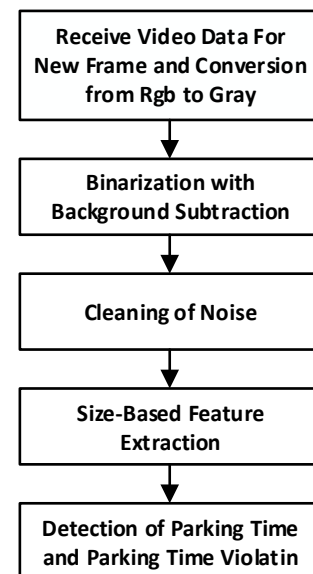 Receive Video Data For
New Frame and Conversion
from Rgb to Gray
Binarization with
Background Subtraction
Cleaning of Noise
Size-Based Feature
Extraction
Detection of Parking Time
and Parking Time Violatin